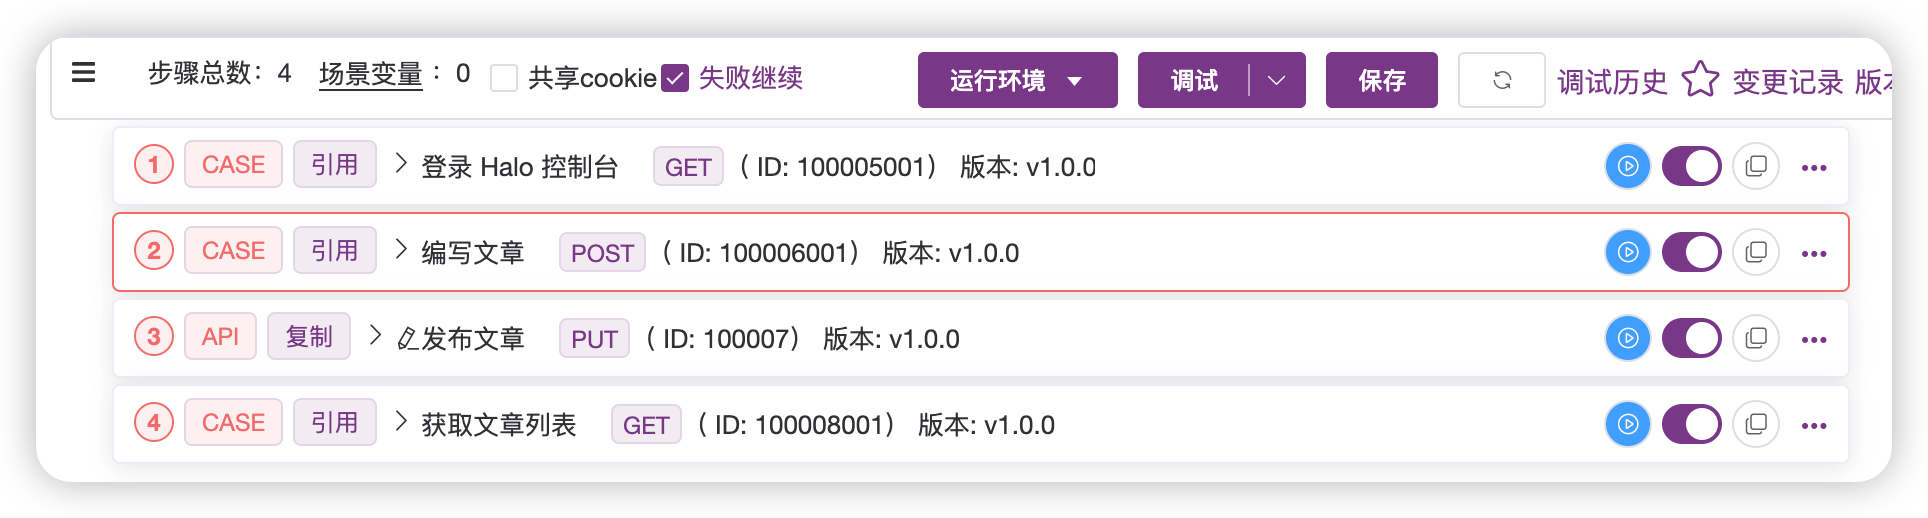 步骤总数：4 场景变量：0 共享cookie 失败继续 运行环境 调试 保存 调试历史 变更记录 版本
1 CASE 引用 登录 Halo 控制台 GET （ID: 100005001） 版本: v1.0.0
2 CASE 引用 编写文章 POST （ID: 100006001） 版本: v1.0.0
3 API 复制 发布文章 PUT （ID: 100007） 版本: v1.0.0
4 CASE 引用 获取文章列表 GET （ID: 100008001） 版本: v1.0.0